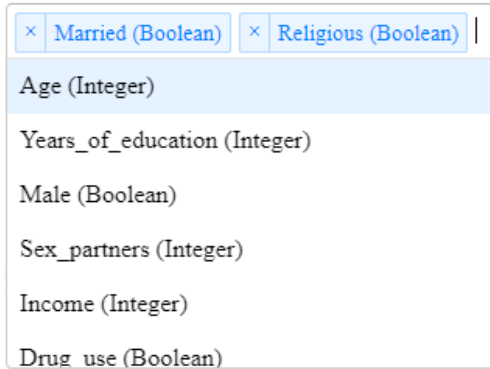 × Married (Boolean) × Religious (Boolean)
Age (Integer)
Years_of_education (Integer)
Male (Boolean)
Sex_partners (Integer)
Income (Integer)
Drug_use (Boolean)